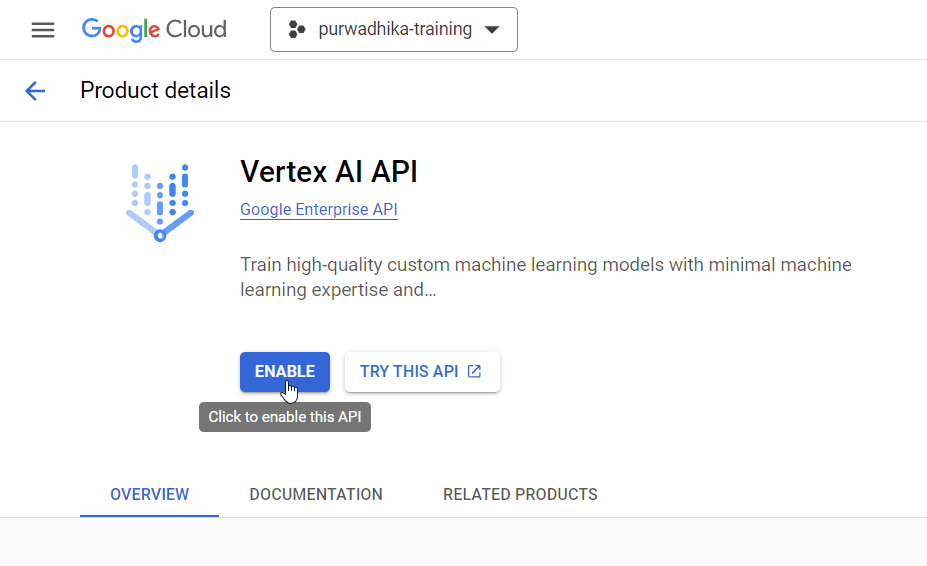 Google Cloud
purwadhika-training
Product details
Vertex AI API
Google Enterprise API
Train high-quality custom machine learning models with minimal machine
learning expertise and…
ENABLE
TRY THIS API
Click to enable this API
OVERVIEW
DOCUMENTATION
RELATED PRODUCTS